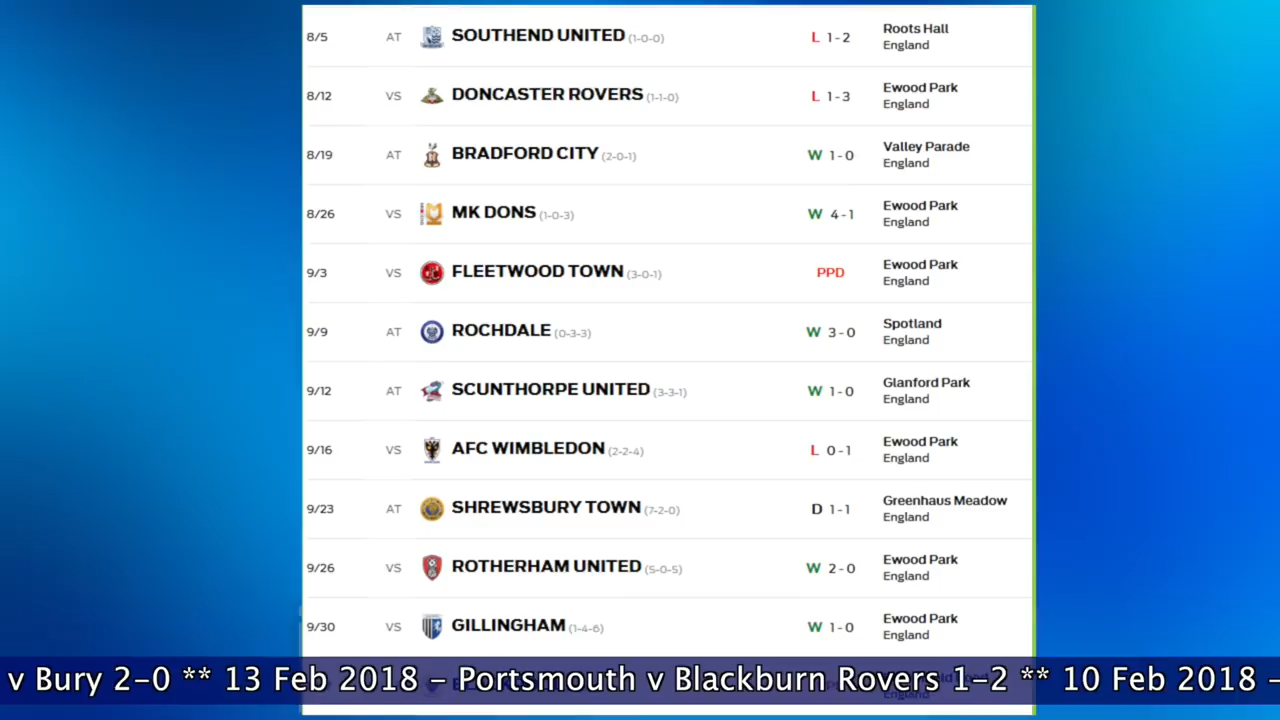 8/5 AT SOUTHEND UNITED (1-0-0) L 1-2 Roots Hall
England
8/12 VS DONCASTER ROVERS (1-1-0) L 1-3 Ewood Park
England
8/19 AT BRADFORD CITY (2-0-1) W 1-0 Valley Parade
England
8/26 VS MK DONS (1-0-3) W 4-1 Ewood Park
England
9/3 VS FLEETWOOD TOWN (3-0-1) PPD Ewood Park
England
9/9 AT ROCHDALE (0-3-3) W 3-0 Spotland
England
9/12 AT SCUNTHORPE UNITED (3-3-1) W 1-0 Glanford Park
England
9/16 VS AFC WIMBLEDON (2-2-4) L 0-1 Ewood Park
England
9/23 AT SHREWSBURY TOWN (7-2-0) D 1-1 Greenhaus Meadow
England
9/26 VS ROTHERHAM UNITED (5-0-5) W 2-0 Ewood Park
England
9/30 VS GILLINGHAM (1-4-6) W 1-0 Ewood Park
England
v Bury 2-0 ** 13 Feb 2018 - Portsmouth v Blackburn Rovers 1-2 ** 10 Feb 2018 -
England